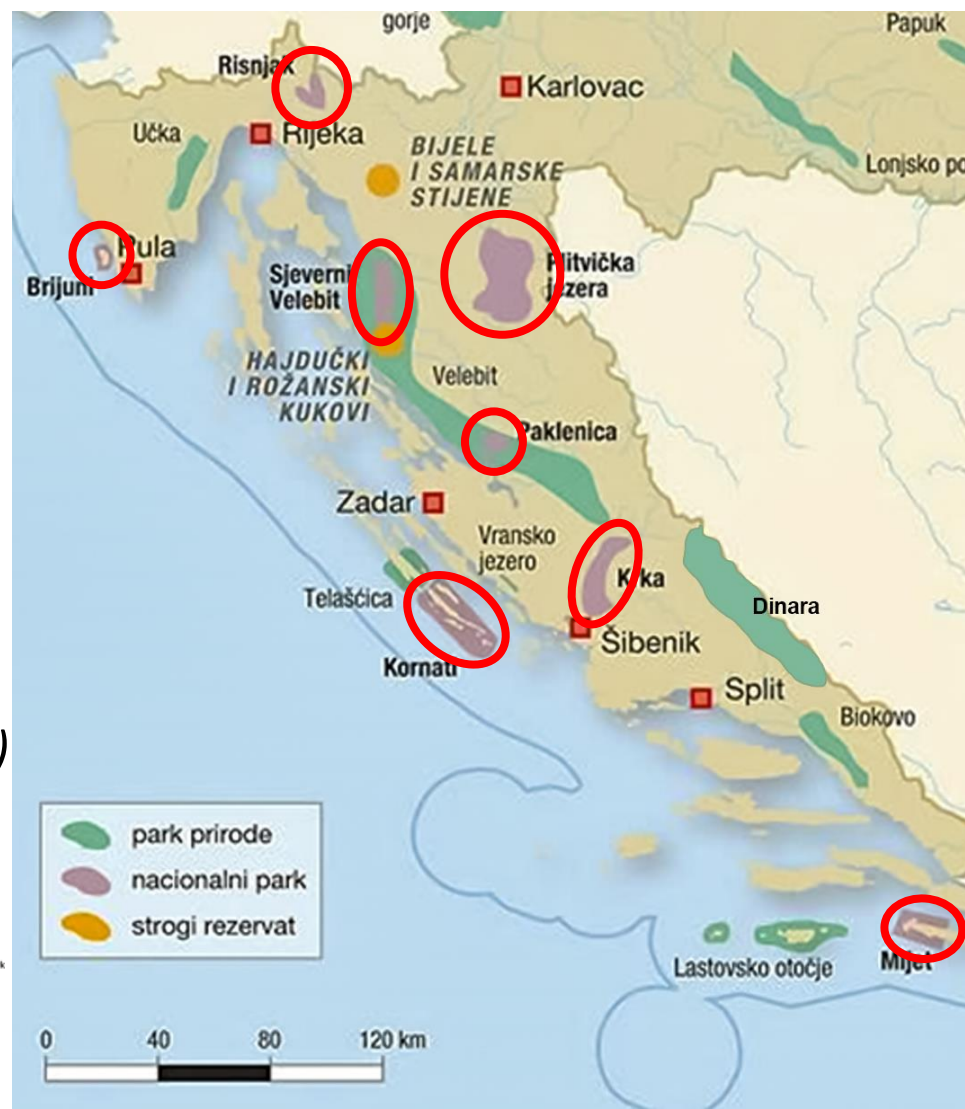 gorje
Papuk
Risnjak
Karlovac
Učka
Rijeka
BIJELE
I SAMARSKE
STIJENE
Lonjsko po
Pula
Brijuni
Sjeverni
Velebit
Plitvička
jezera
HAJDUČKI
I ROŽANSKI
KUKOVI
Velebit
Paklenica
Zadar
Vransko
jezero
Krka
Telašćica
Dinara
Šibenik
Kornati
Split
Biokovo
)
park prirode
nacionalni park
strogi rezervat
Lastovsko otočje
Mljet
0 40 80 120 km